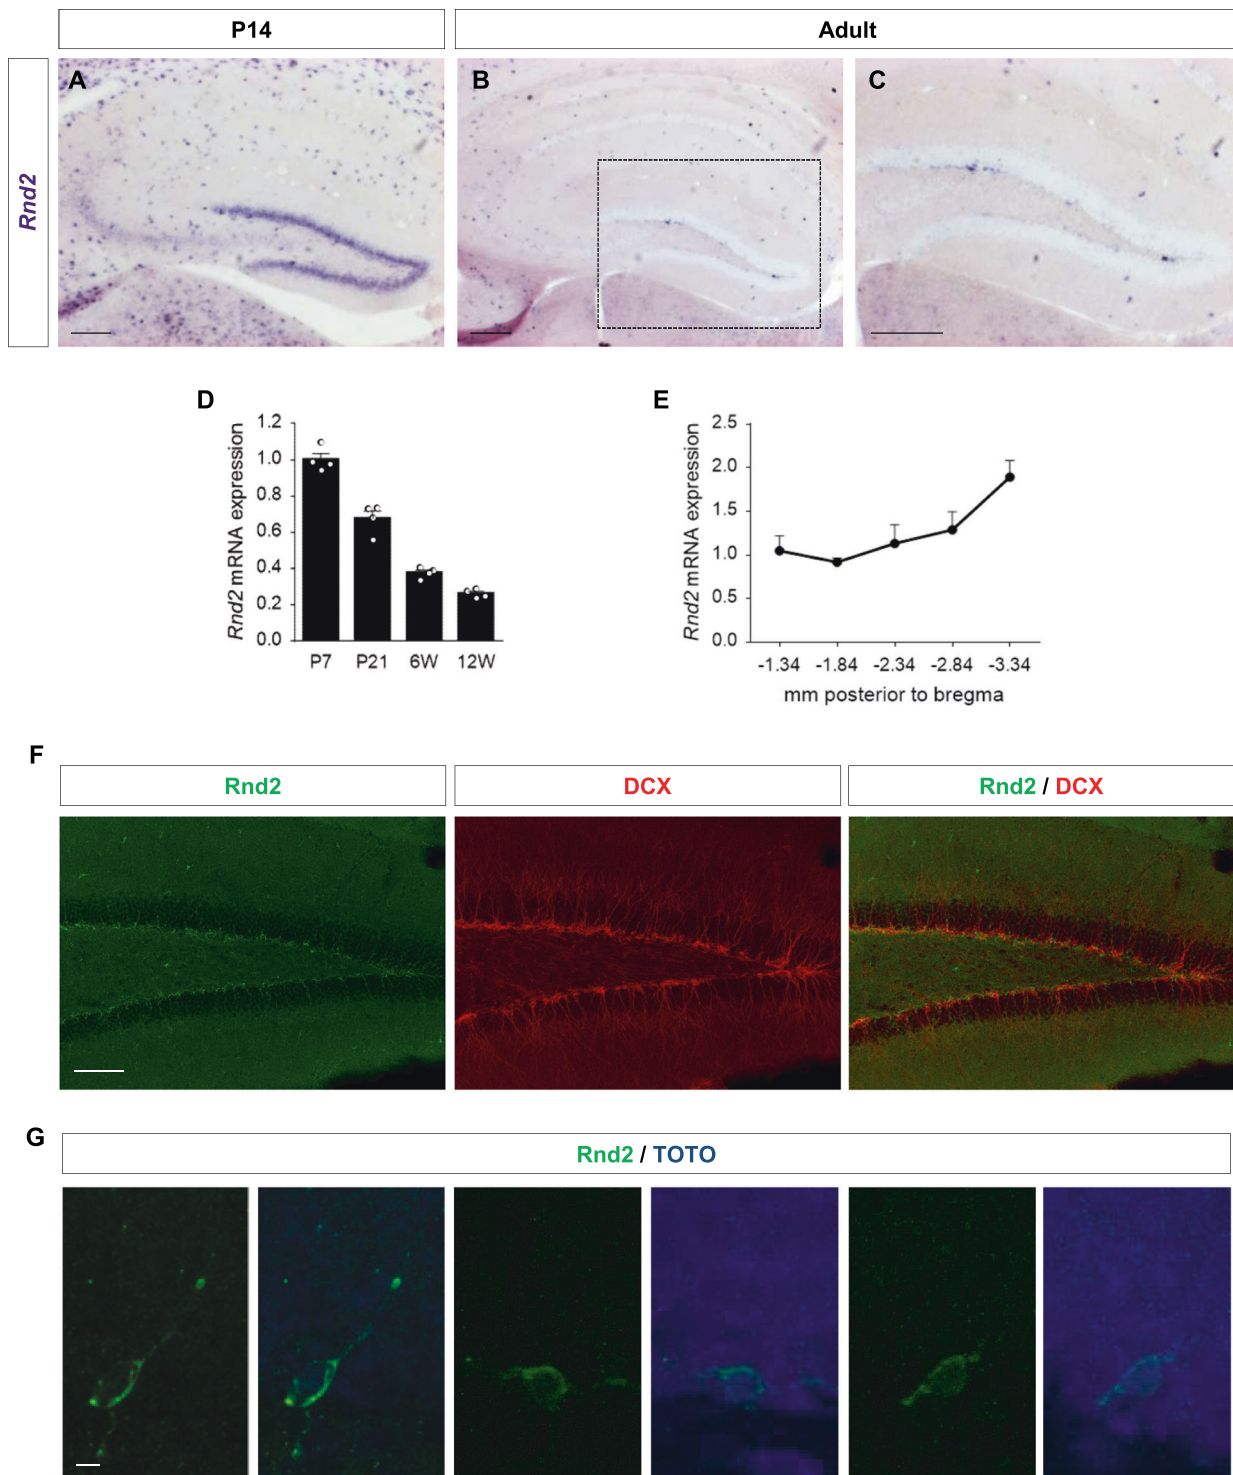 P14
Adult
Rnd2
A
B
C
D
Rnd2 mRNA expression
1.2
1.0
0.8
0.6
0.4
0.2
0.0
P7 P21 6W 12W
E
Rnd2 mRNA expression
2.5
2.0
1.5
1.0
0.5
0.0
-1.34 -1.84 -2.34 -2.84 -3.34
mm posterior to bregma
F
Rnd2
DCX
Rnd2 / DCX
G
Rnd2 / TOTO